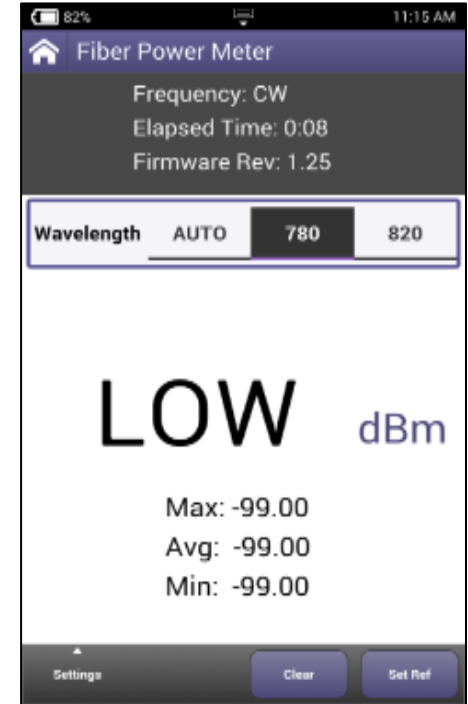 82% 11:15 AM
Fiber Power Meter
Frequency: CW
Elapsed Time: 0:08
Firmware Rev: 1.25
Wavelength AUTO 780 820
LOW dBm
Max: -99.00
Avg: -99.00
Min: -99.00
Settings Clear Set Ref